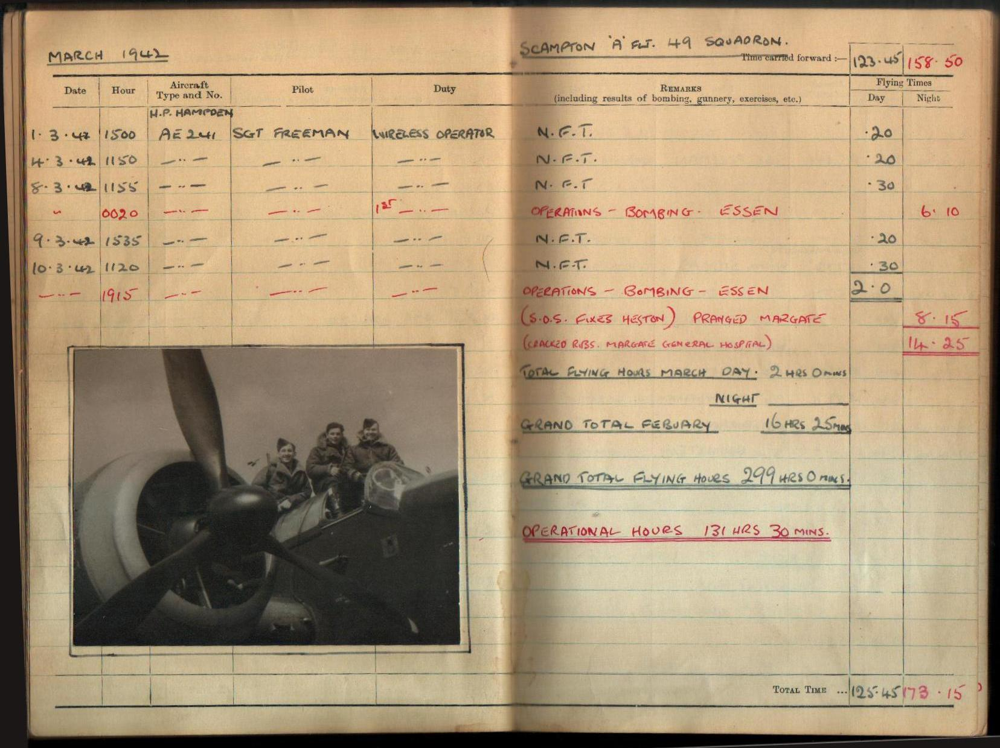 MARCH 1942
SCAMPTON 'A' FLT. 49 SQUADRON.
Time carried forward :— 123.45 158.50
Date Hour Aircraft Type and No. Pilot Duty REMARKS (including results of bombing, gunnery, exercises, etc.) Flying Times Day Night
H.P. HAMPDEN
1.3.42 1500 AE241 SGT FREEMAN WIRELESS OPERATOR N.F.T. .20
4.3.42 1150 —"— —"— —"— N.F.T. .20
8.3.42 1155 —"— —"— —"— N.F.T .30
" 0020 —"— —"— 1ST —"— OPERATIONS - BOMBING - ESSEN 6.10
9.3.42 1535 —"— —"— —"— N.F.T. .20
10.3.42 1120 —"— —"— —"— N.F.T. .30
—"— 1915 —"— —"— —"— OPERATIONS - BOMBING - ESSEN 2.0
(S.O.S. FIXES HESTON) PRANGED MARGATE 8.15
(CRACKED RIBS. MARGATE GENERAL HOSPITAL) 14.25
TOTAL FLYING HOURS MARCH DAY. 2 HRS 0 MINS
NIGHT
GRAND TOTAL FEBUARY 16 HRS 25 MINS
GRAND TOTAL FLYING HOURS 299 HRS 0 MINS.
OPERATIONAL HOURS 131 HRS 30 MINS.
TOTAL TIME ... 125.45 173.15